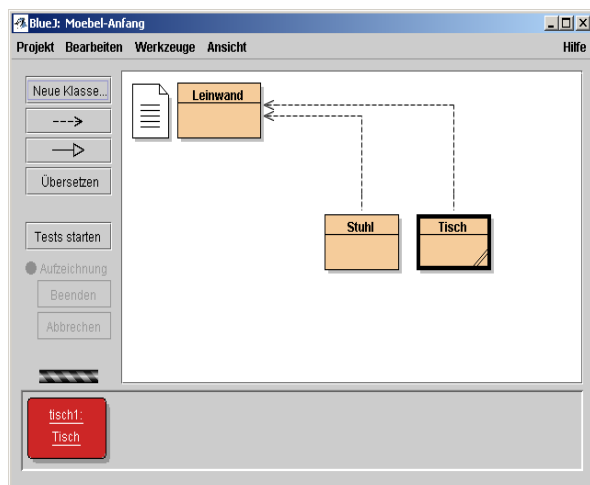 BlueJ: Moebel-Anfang
Projekt Bearbeiten Werkzeuge Ansicht Hilfe
Neue Klasse...
Leinwand
Übersetzen
Stuhl
Tisch
Tests starten
Aufzeichnung
Beenden
Abbrechen
tisch1:
Tisch